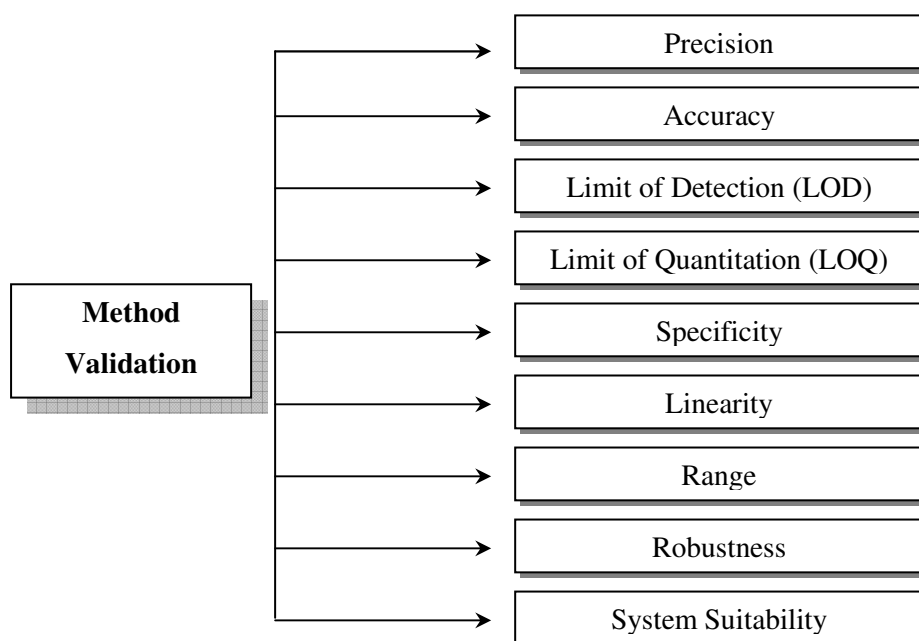 Precision
Accuracy
Limit of Detection (LOD)
Limit of Quantitation (LOQ)
Method
Validation
Specificity
Linearity
Range
Robustness
System Suitability